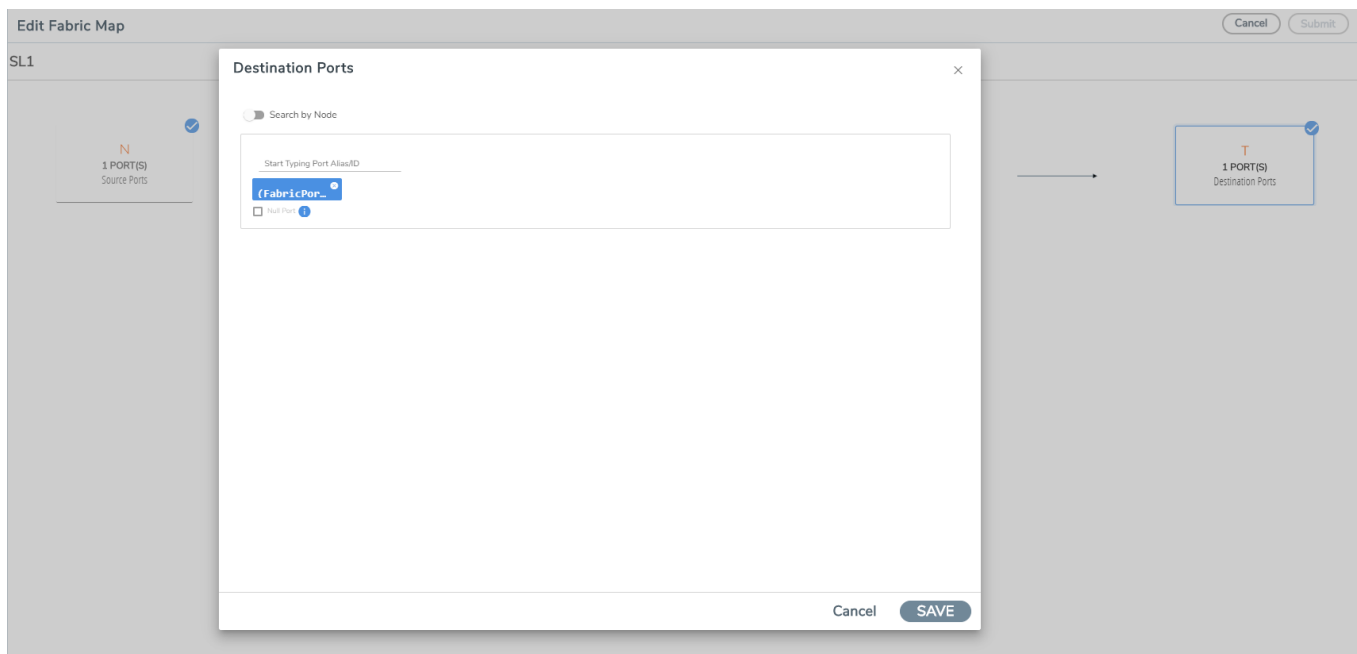 Edit Fabric Map
Cancel
Submit
SL1
Destination Ports
Search by Node
N
1 PORT(S)
Source Ports
Start Typing Port Alias/ID
(FabricPor…
Null Port
T
1 PORT(S)
Destination Ports
Cancel
SAVE